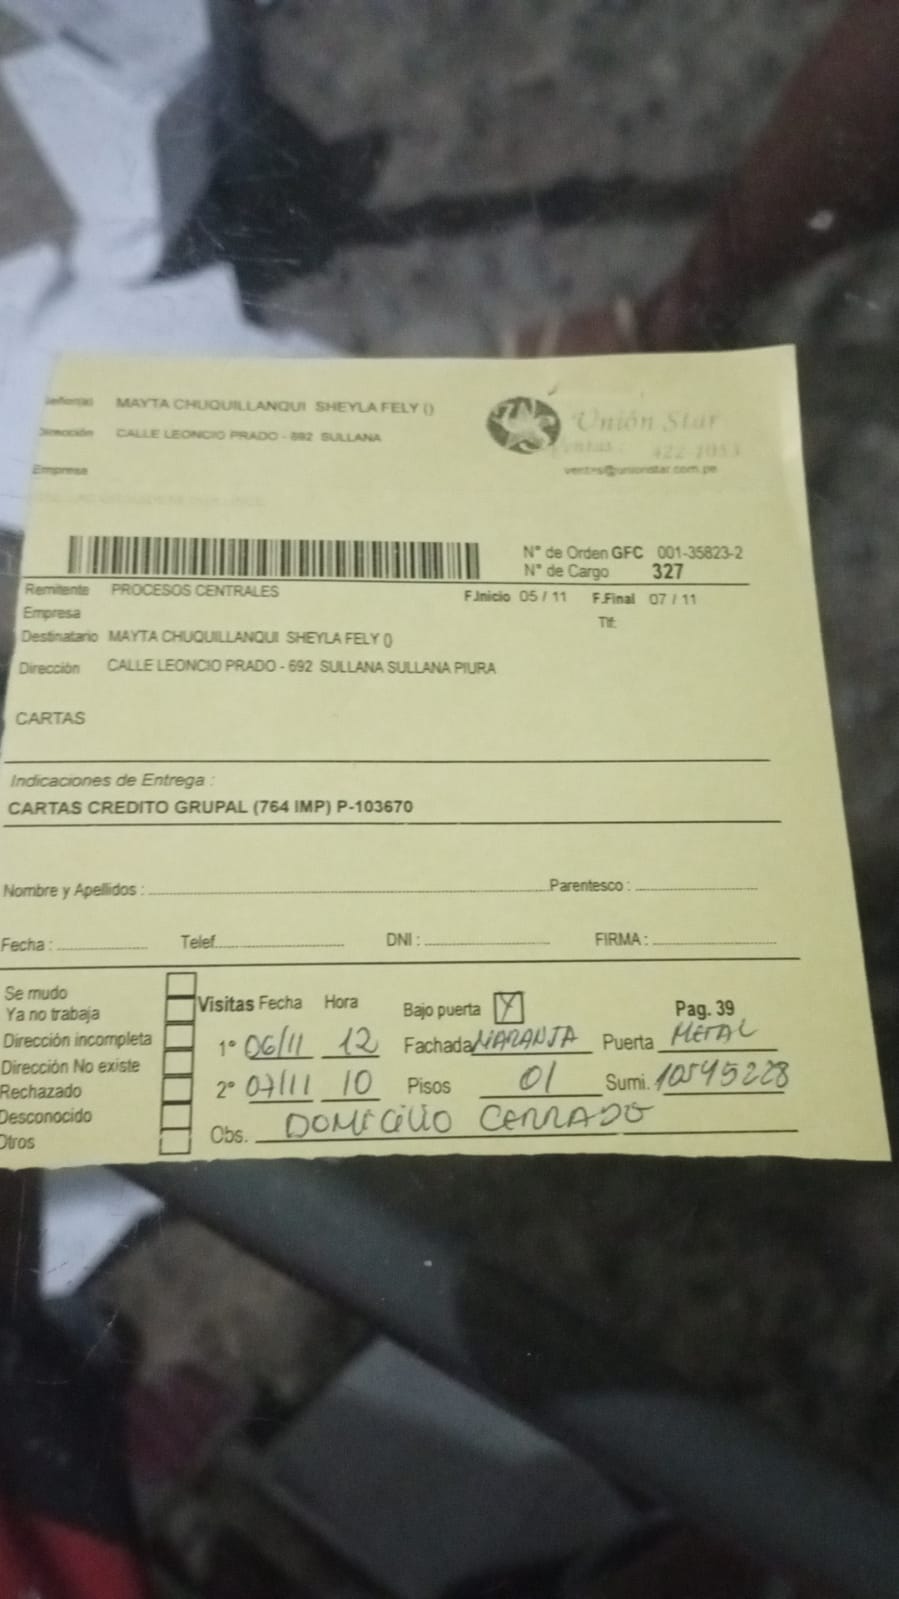 Señor(a) MAYTA CHUQUILLANQUI SHEYLA FELY ()
Dirección CALLE LEONCIO PRADO - 692 SULLANA
Empresa
Unión Star
Ventas : 422-1053
ventas@unionstar.com.pe
N° de Orden GFC 001-35823-2
N° de Cargo 327
Remitente PROCESOS CENTRALES
F.Inicio 05 / 11 F.Final 07 / 11
Empresa
Tlf:
Destinatario MAYTA CHUQUILLANQUI SHEYLA FELY ()
Dirección CALLE LEONCIO PRADO - 692 SULLANA SULLANA PIURA
CARTAS
Indicaciones de Entrega :
CARTAS CREDITO GRUPAL (764 IMP) P-103670
Nombre y Apellidos : Parentesco :
Fecha : Telef. DNI : FIRMA :
Se mudo
Ya no trabaja
Dirección incompleta
Dirección No existe
Rechazado
Desconocido
Otros
Visitas Fecha Hora Bajo puerta Pag. 39
1° 06/11 12 Fachada NARANJA Puerta METAL
2° 07/11 10 Pisos 01 Sumi. 10545228
Obs. DOMICILIO CERRADO